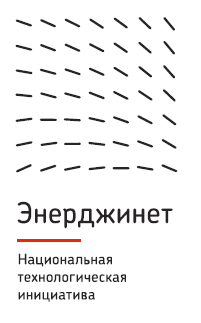 Энерджинет
Национальная
технологическая
инициатива